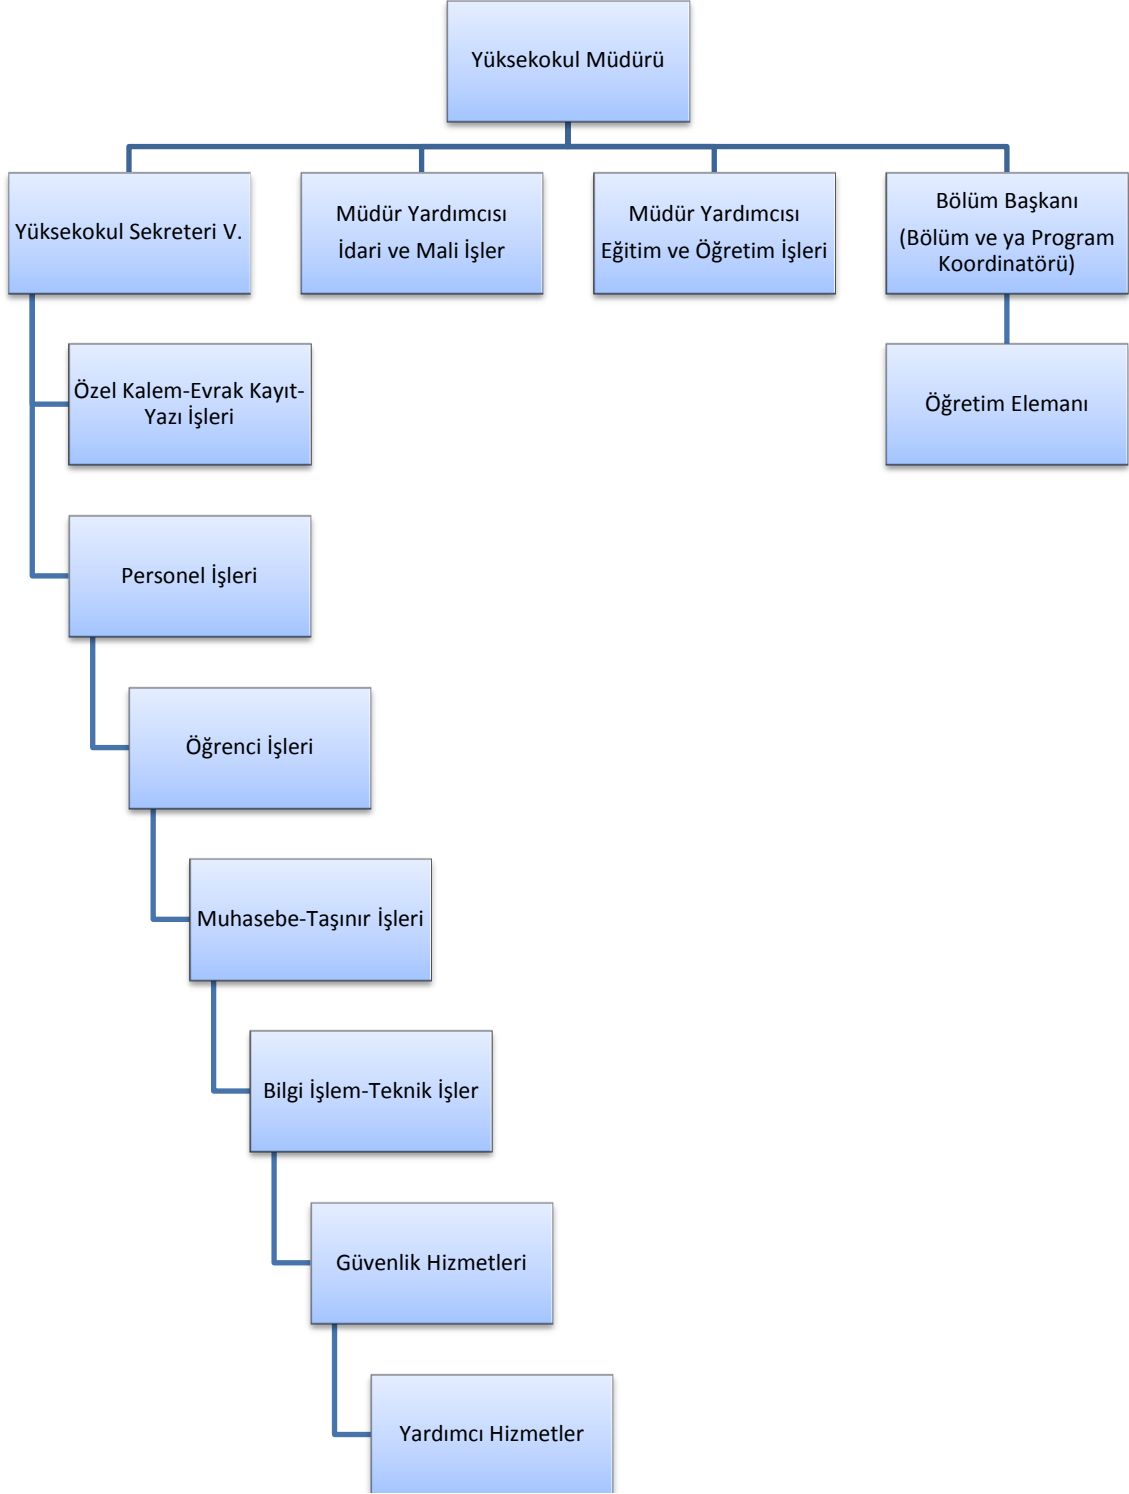 Yüksekokul Müdürü
Yüksekokul Sekreteri V.
Müdür Yardımcısı
İdari ve Mali İşler
Müdür Yardımcısı
Eğitim ve Öğretim İşleri
Bölüm Başkanı
(Bölüm ve ya Program
Koordinatörü)
Özel Kalem-Evrak Kayıt-
Yazı İşleri
Öğretim Elemanı
Personel İşleri
Öğrenci İşleri
Muhasebe-Taşınır İşleri
Bilgi İşlem-Teknik İşler
Güvenlik Hizmetleri
Yardımcı Hizmetler